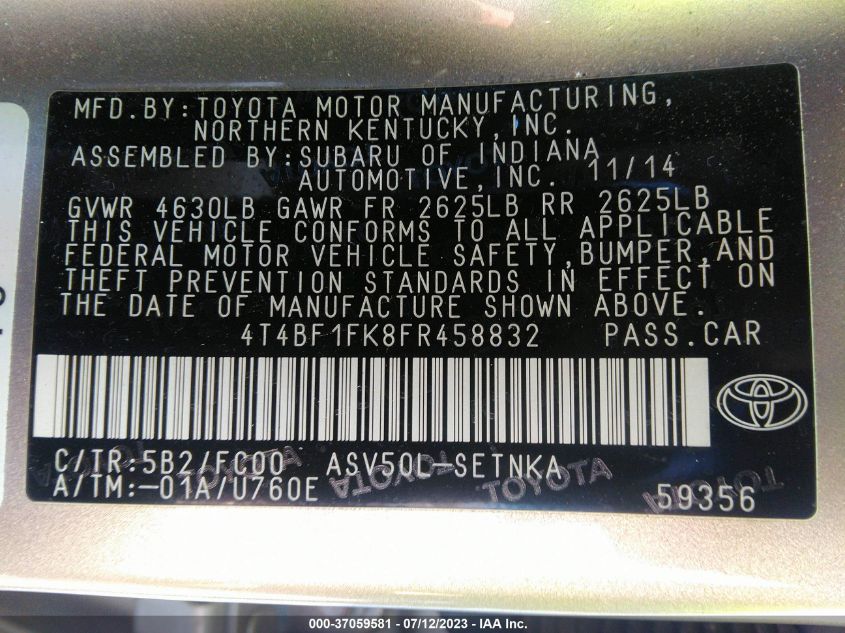 MFD.BY:TOYOTA MOTOR MANUFACTURING,
NORTHERN KENTUCKY,INC.
ASSEMBLED BY:SUBARU OF INDIANA
AUTOMOTIVE,INC. 11/14
GVWR 4630LB GAWR FR 2625LB RR 2625LB
THIS VEHICLE CONFORMS TO ALL APPLICABLE
FEDERAL MOTOR VEHICLE SAFETY,BUMPER,AND
THEFT PREVENTION STANDARDS IN EFFECT ON
THE DATE OF MANUFACTURE SHOWN ABOVE.
4T4BF1FK8FR458832 PASS.CAR
C/TR:5B2/FC00 ASV50L-SETNKA
A/TM:-01A/U760E 59356
TOYOTA TOYOTA TOYOTA TOYOTA
000-37059581 - 07/12/2023 - IAA Inc.